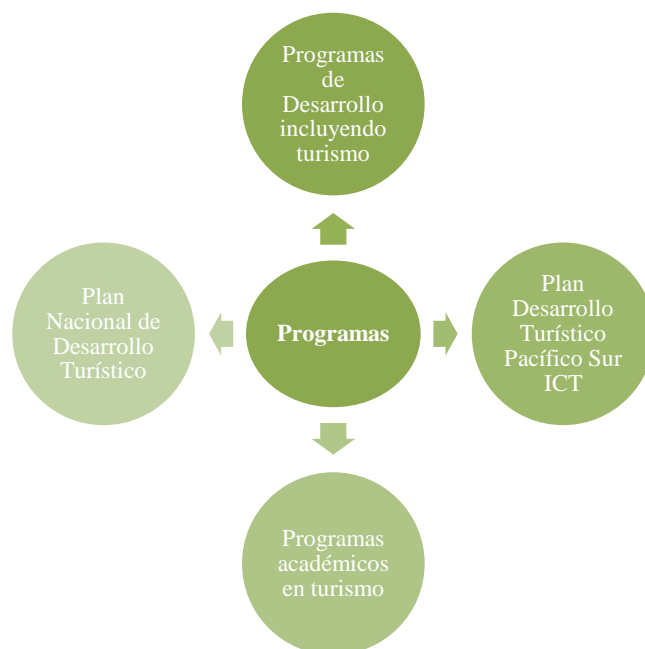 Programas
de
Desarrollo
incluyendo
turismo
Plan
Nacional de
Desarrollo
Turístico
Programas
Plan
Desarrollo
Turístico
Pacífico Sur
ICT
Programas
académicos
en turismo